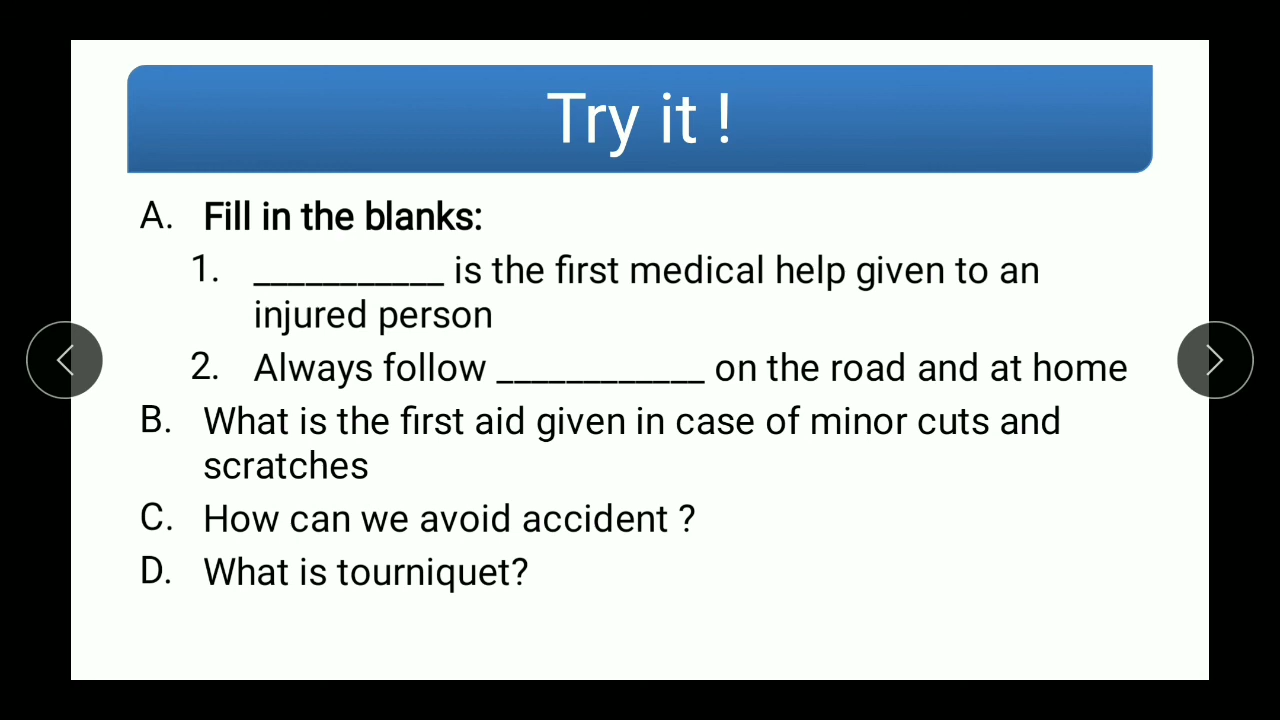 Try it !
A. Fill in the blanks:
1. ___________ is the first medical help given to an
injured person
2. Always follow ____________ on the road and at home
B. What is the first aid given in case of minor cuts and
scratches
C. How can we avoid accident ?
D. What is tourniquet?